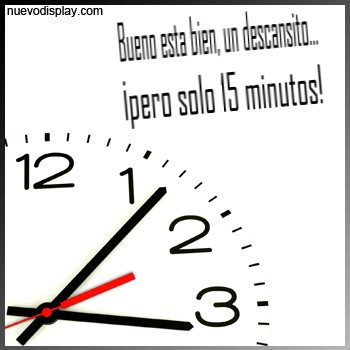 nuevodisplay.com
Bueno esta bien, un descansito...
¡pero solo 15 minutos!
12
1
2
3